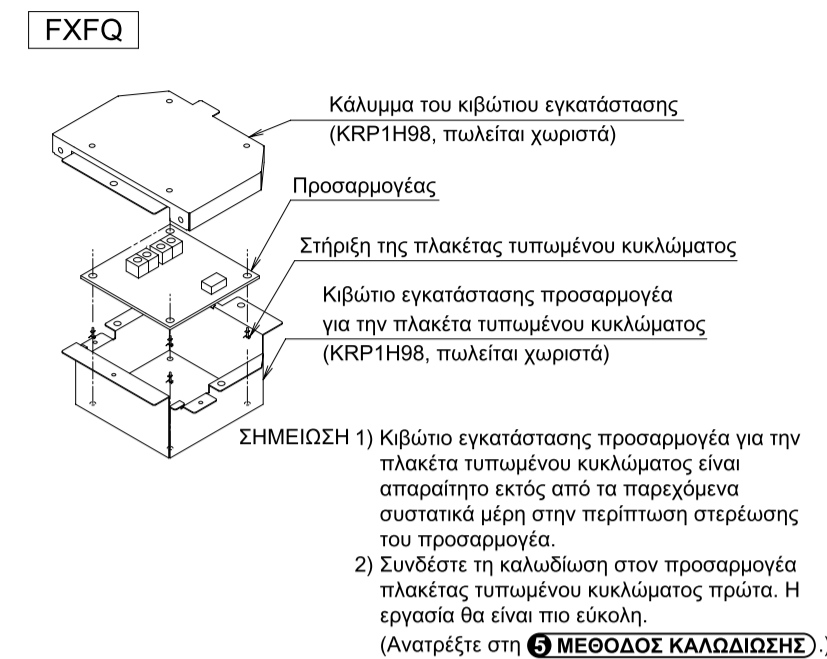 FXFQ
Κάλυμμα του κιβώτιου εγκατάστασης
(KRP1H98, πωλείται χωριστά)
Προσαρμογέας
Στήριξη της πλακέτας τυπωμένου κυκλώματος
Κιβώτιο εγκατάστασης προσαρμογέα
για την πλακέτα τυπωμένου κυκλώματος
(KRP1H98, πωλείται χωριστά)
ΣΗΜΕΙΩΣΗ 1) Κιβώτιο εγκατάστασης προσαρμογέα για την
πλακέτα τυπωμένου κυκλώματος είναι
απαραίτητο εκτός από τα παρεχόμενα
συστατικά μέρη στην περίπτωση στερέωσης
του προσαρμογέα.
2) Συνδέστε τη καλωδίωση στον προσαρμογέα
πλακέτας τυπωμένου κυκλώματος πρώτα. Η
εργασία θα είναι πιο εύκολη.
(Ανατρέξτε στη ❺ ΜΕΘΟΔΟΣ ΚΑΛΩΔΙΩΣΗΣ.)